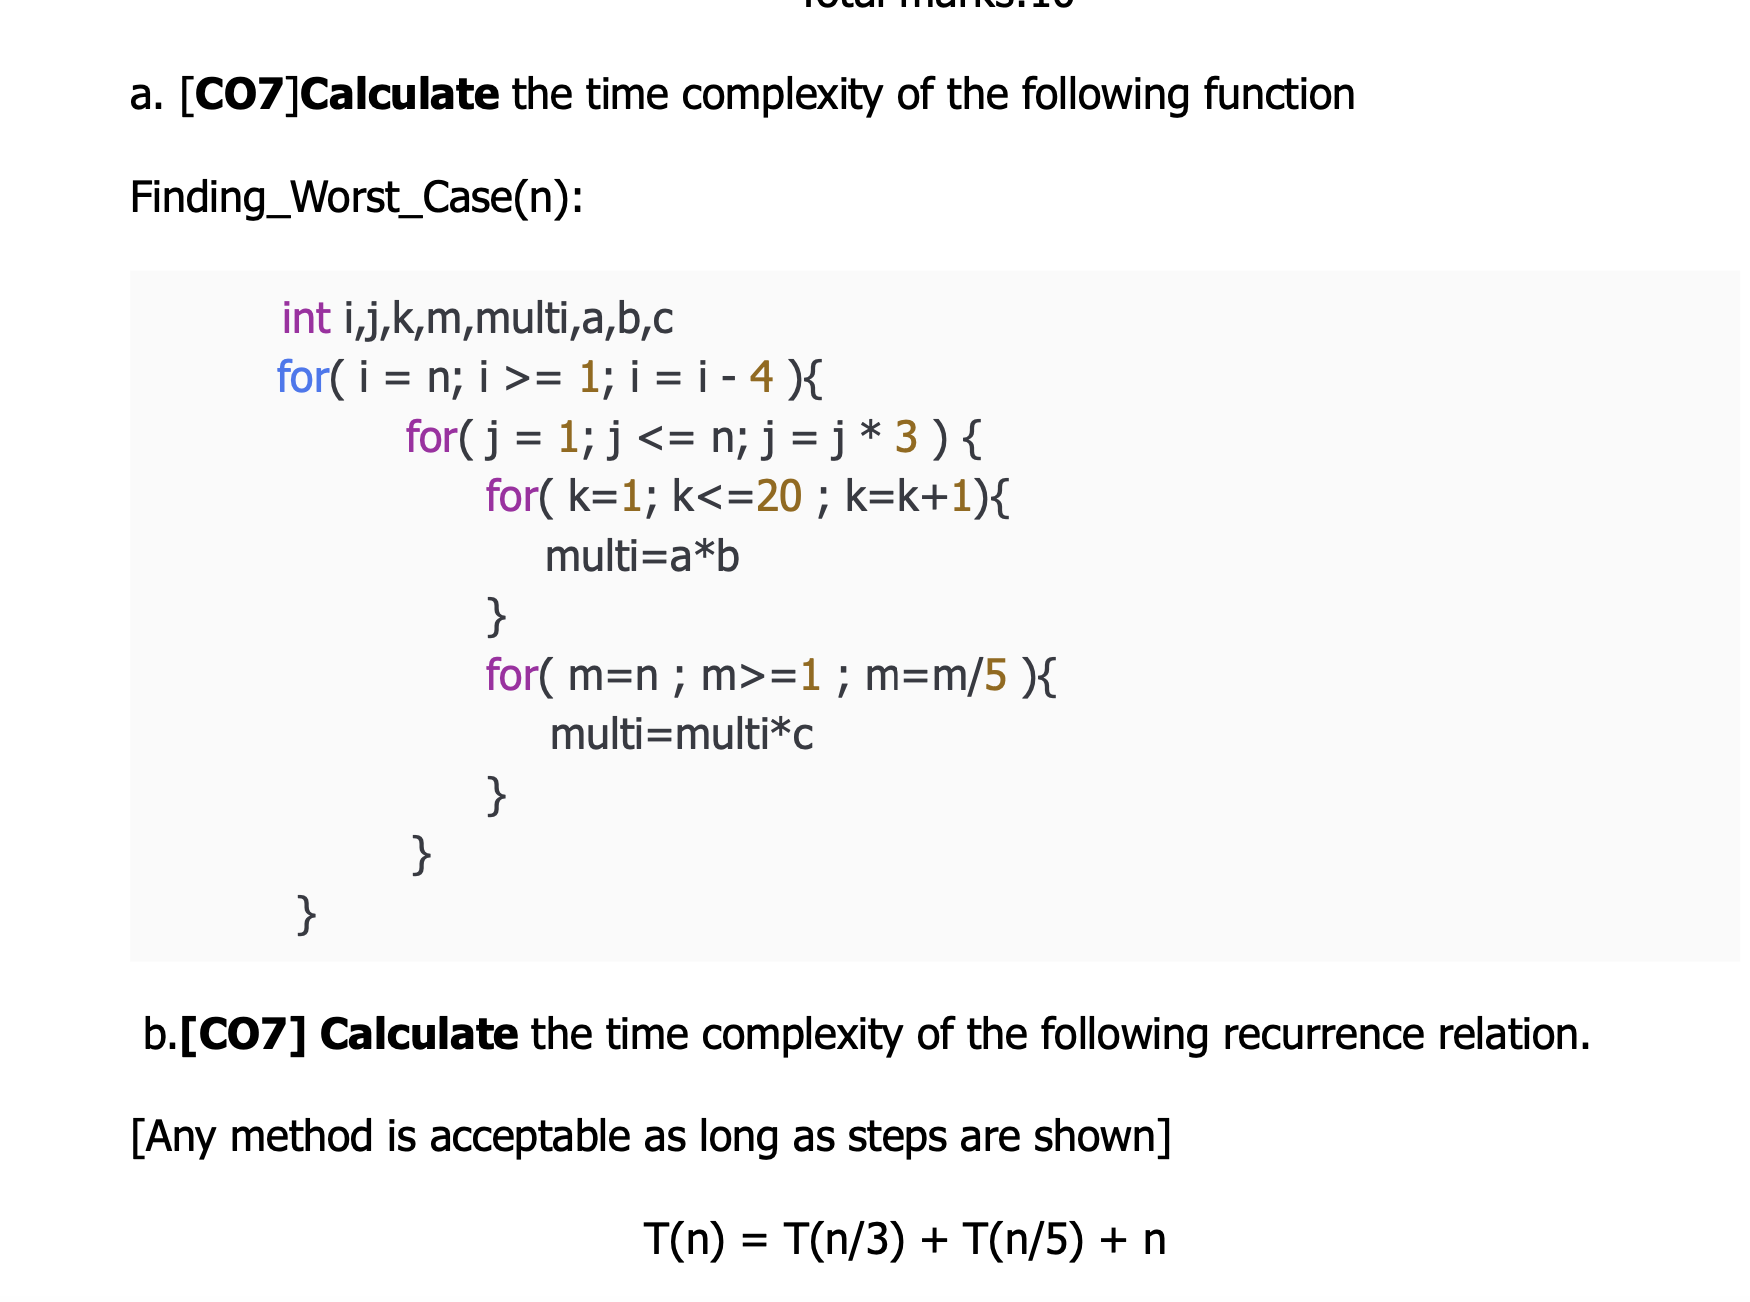 a. [CO7]Calculate the time complexity of the following function
Finding_Worst_Case(n):
int i,j,k,m,multi,a,b,c
for( i = n; i >= 1; i = i - 4 ){
for( j = 1; j <= n; j = j * 3 ) {
for( k=1; k<=20 ; k=k+1){
multi=a*b
}
for( m=n ; m>=1 ; m=m/5 ){
multi=multi*c
}
}
}
b.[CO7] Calculate the time complexity of the following recurrence relation.
[Any method is acceptable as long as steps are shown]
T(n) = T(n/3) + T(n/5) + n